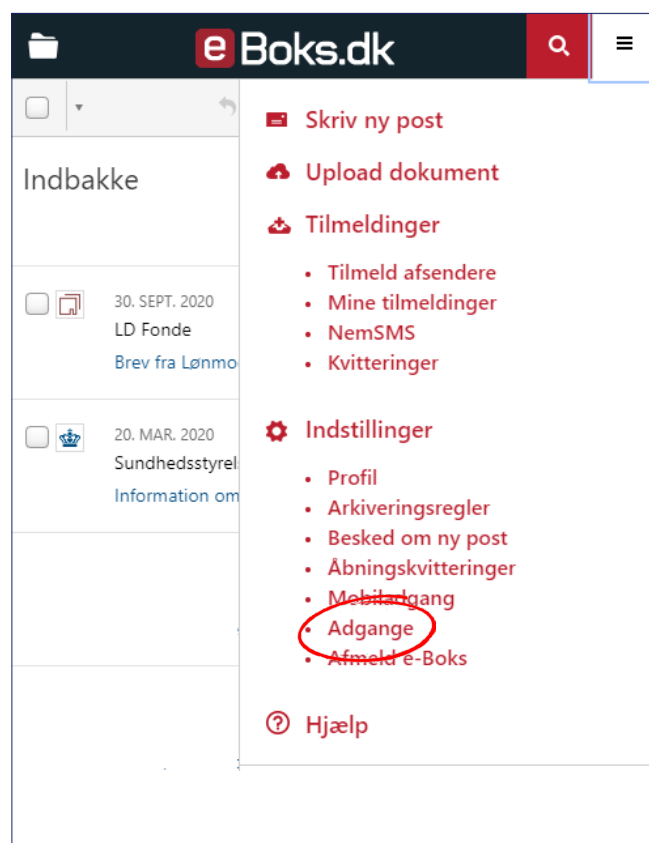 e Boks.dk
Indbakke
30. SEPT. 2020
LD Fonde
Brev fra Lønmo
20. MAR. 2020
Sundhedsstyrel
Information om
Skriv ny post
Upload dokument
Tilmeldinger
• Tilmeld afsendere
• Mine tilmeldinger
• NemSMS
• Kvitteringer
Indstillinger
• Profil
• Arkiveringsregler
• Besked om ny post
• Åbningskvitteringer
• Mobiladgang
• Adgange
• Afmeld e-Boks
Hjælp